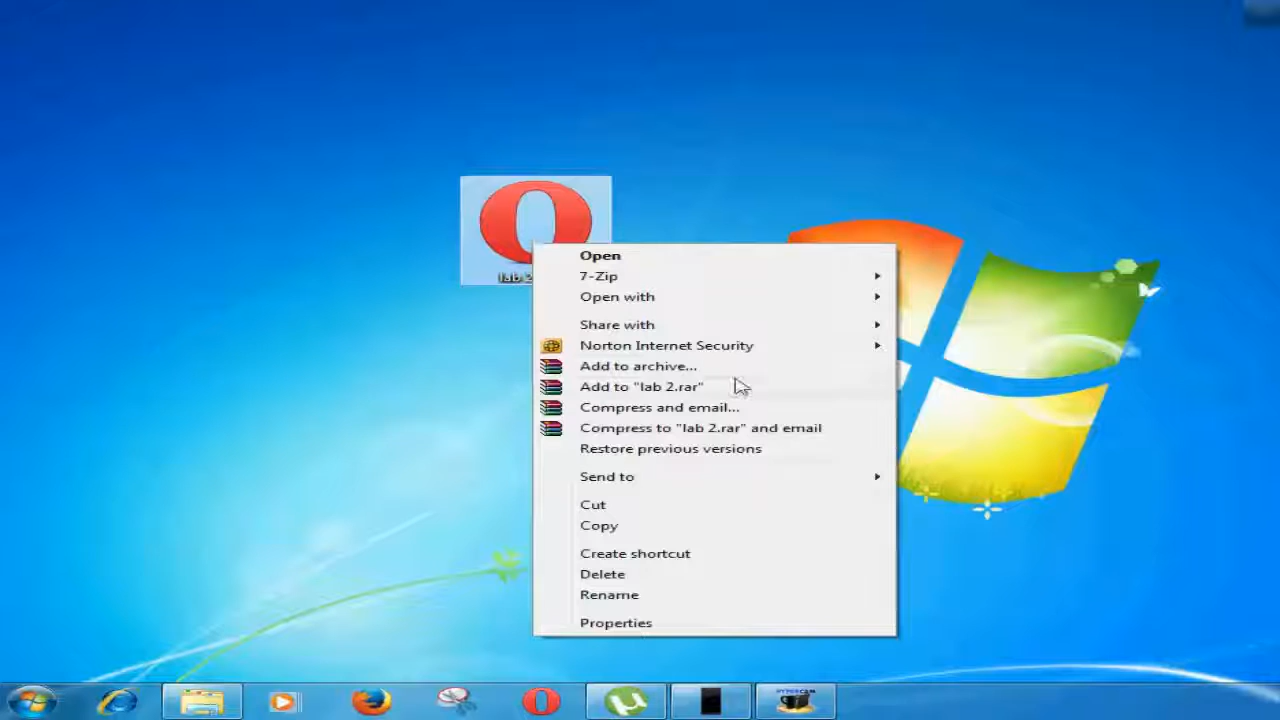 lab 2
Open
7-Zip
Open with
Share with
Norton Internet Security
Add to archive...
Add to "lab 2.rar"
Compress and email...
Compress to "lab 2.rar" and email
Restore previous versions
Send to
Cut
Copy
Create shortcut
Delete
Rename
Properties